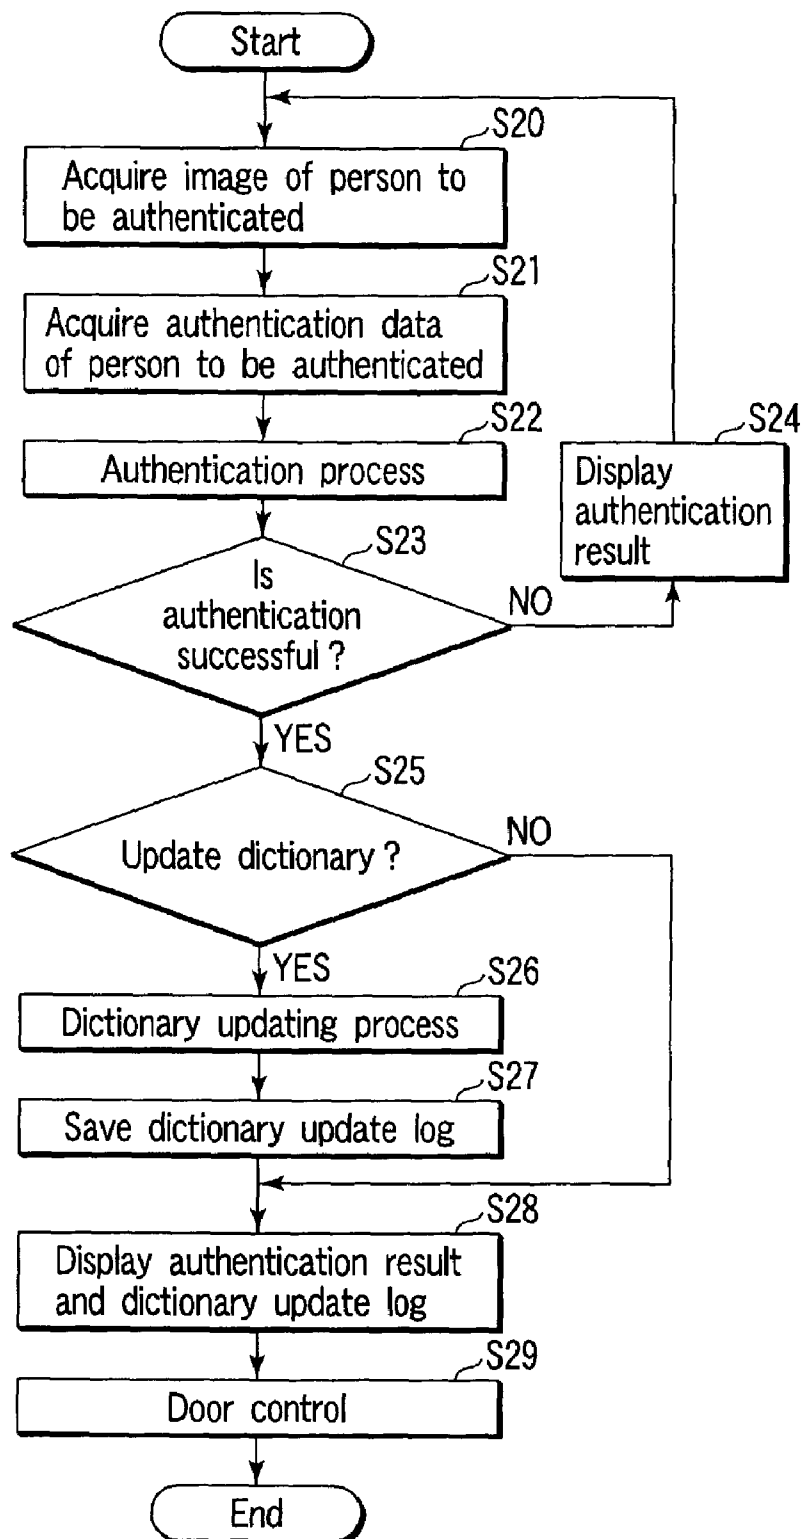 Start
S20
Acquire image of person to
be authenticated
S21
Acquire authentication data
of person to be authenticated
S22
Authentication process
S23
Is
authentication
successful ?
NO
S24
Display
authentication
result
YES
S25
Update dictionary ?
NO
YES
S26
Dictionary updating process
S27
Save dictionary update log
S28
Display authentication result
and dictionary update log
S29
Door control
End